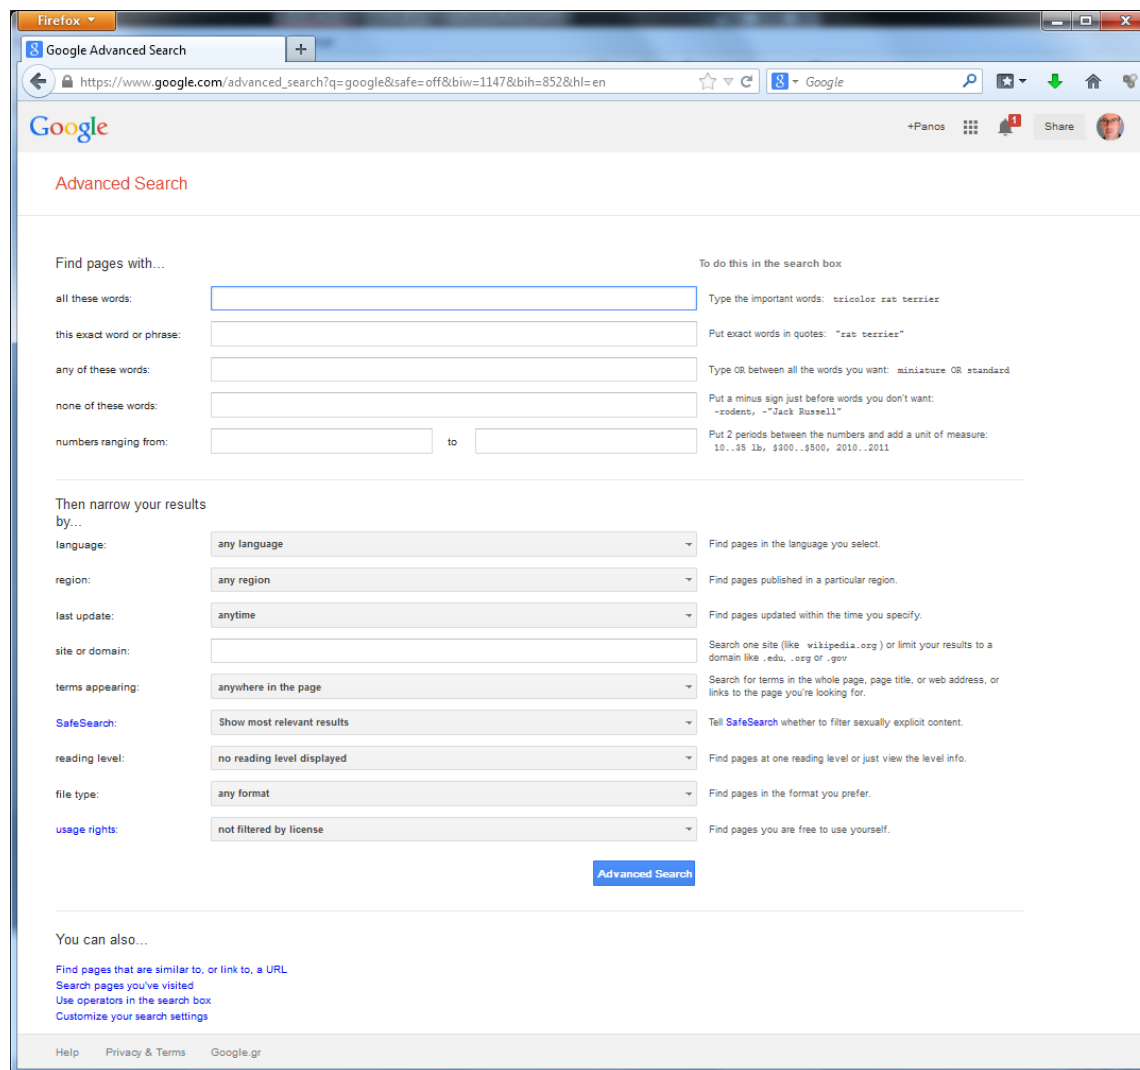 Firefox
Google Advanced Search
https://www.google.com/advanced_search?q=google&safe=off&biw=1147&bih=852&hl=en
8 Google
Google
+Panos
1
Share
Advanced Search
Find pages with...
To do this in the search box
all these words:
Type the important words: tricolor rat terrier
this exact word or phrase:
Put exact words in quotes: "rat terrier"
any of these words:
Type OR between all the words you want: miniature OR standard
none of these words:
Put a minus sign just before words you don't want:
-rodent, -"Jack Russell"
numbers ranging from:
to
Put 2 periods between the numbers and add a unit of measure:
10..35 lb, $300..$500, 2010..2011
Then narrow your results
by...
language:
any language
Find pages in the language you select.
region:
any region
Find pages published in a particular region.
last update:
anytime
Find pages updated within the time you specify.
site or domain:
Search one site (like wikipedia.org ) or limit your results to a
domain like .edu, .org or .gov
terms appearing:
anywhere in the page
Search for terms in the whole page, page title, or web address, or
links to the page you're looking for.
SafeSearch:
Show most relevant results
Tell SafeSearch whether to filter sexually explicit content.
reading level:
no reading level displayed
Find pages at one reading level or just view the level info.
file type:
any format
Find pages in the format you prefer.
usage rights:
not filtered by license
Find pages you are free to use yourself.
Advanced Search
You can also...
Find pages that are similar to, or link to, a URL
Search pages you've visited
Use operators in the search box
Customize your search settings
Help
Privacy & Terms
Google.gr